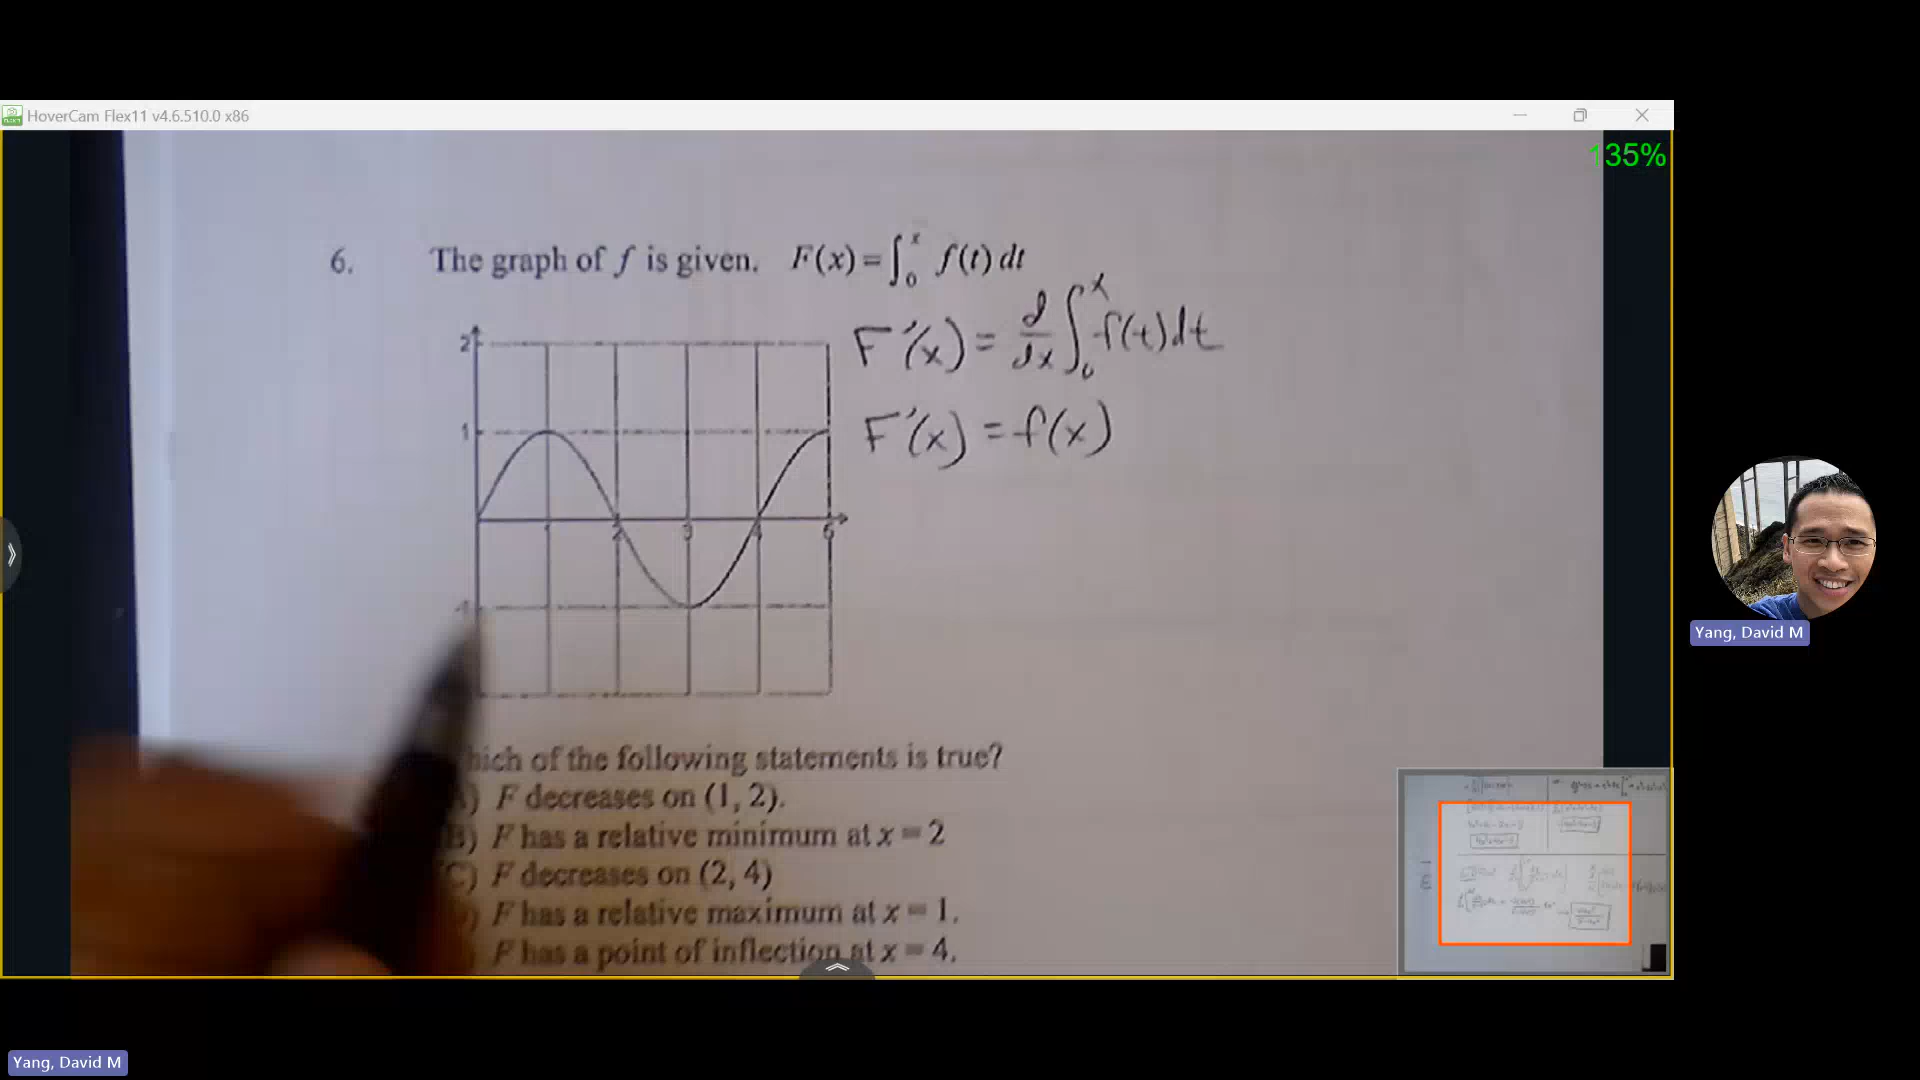 HoverCam Flex11 v4.6.510.0 x86
135%
6. The graph of f is given. F(x) = ∫₀ˣ f(t) dt
F'(x) = d/dx ∫₀ˣ f(t)dt
F'(x) = f(x)
2
1
1 2 3 4 5
-1
hich of the following statements is true?
) F decreases on (1, 2).
B) F has a relative minimum at x = 2
C) F decreases on (2, 4)
) F has a relative maximum at x = 1.
) F has a point of inflection at x = 4.
Yang, David M
Yang, David M